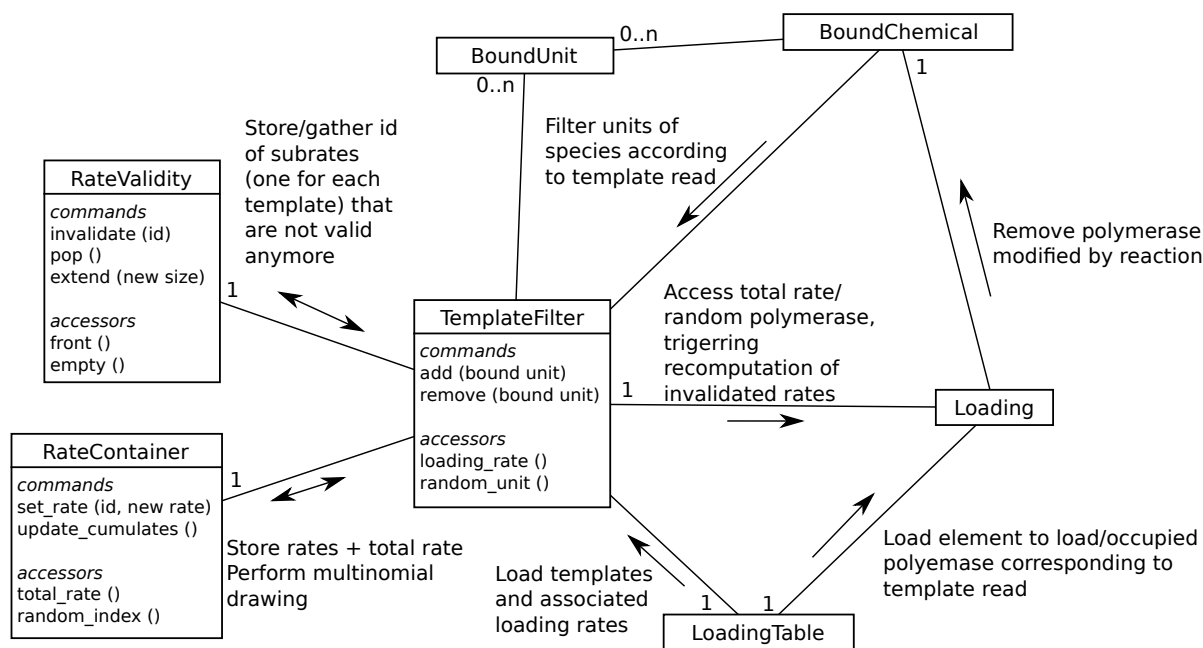 BoundUnit
0..n
0..n
BoundChemical
1
Store/gather id
of subrates
(one for each
template) that
are not valid
anymore
Filter units of
species according
to template read
RateValidity
commands
invalidate (id)
pop ()
extend (new size)
accessors
front ()
empty ()
1
Remove polymerase
modified by reaction
TemplateFilter
commands
add (bound unit)
remove (bound unit)
accessors
loading_rate ()
random_unit ()
Access total rate/
random polymerase,
trigerring
recomputation of
invalidated rates
1
Loading
RateContainer
commands
set_rate (id, new rate)
update_cumulates ()
accessors
total_rate ()
random_index ()
1
Store rates + total rate
Perform multinomial
drawing
Load templates
and associated
loading rates
1
1
Load element to load/occupied
polyemase corresponding to
template read
LoadingTable